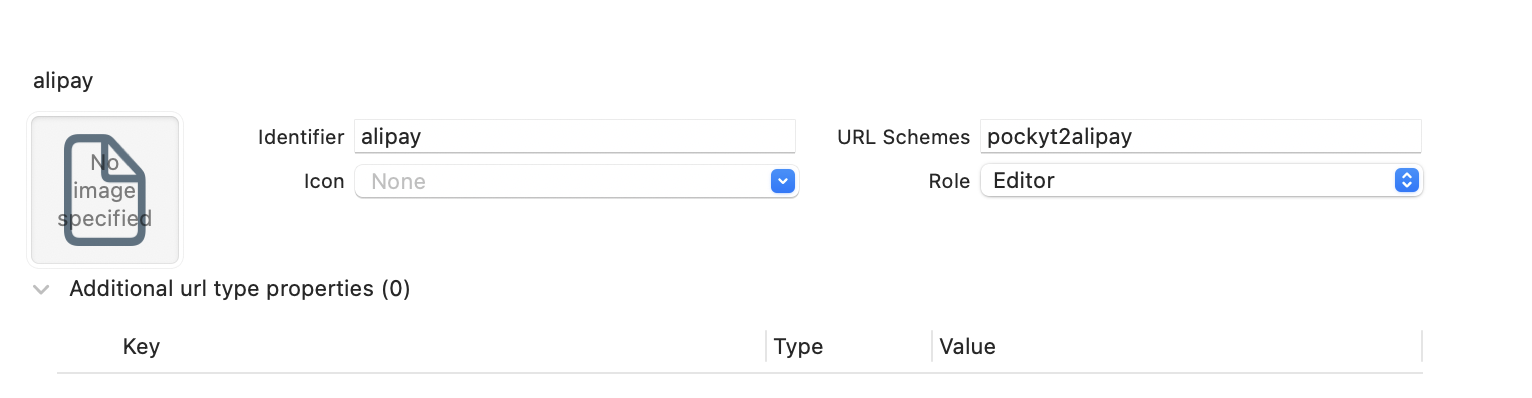 alipay
No
image
specified
Identifier alipay URL Schemes pockyt2alipay
Icon None Role Editor
Additional url type properties (0)
Key Type Value